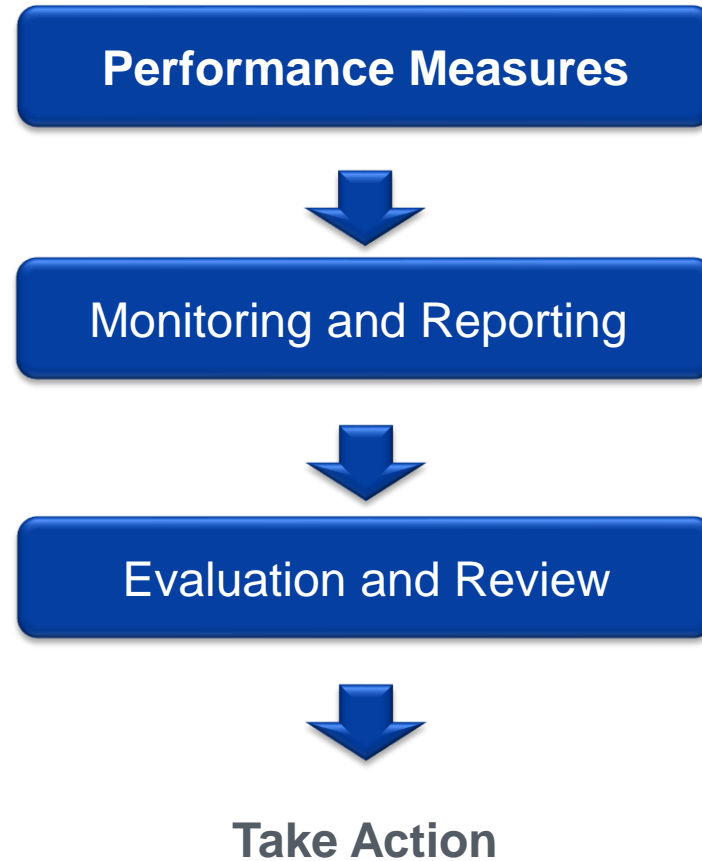 Performance Measures
Monitoring and Reporting
Evaluation and Review
Take Action